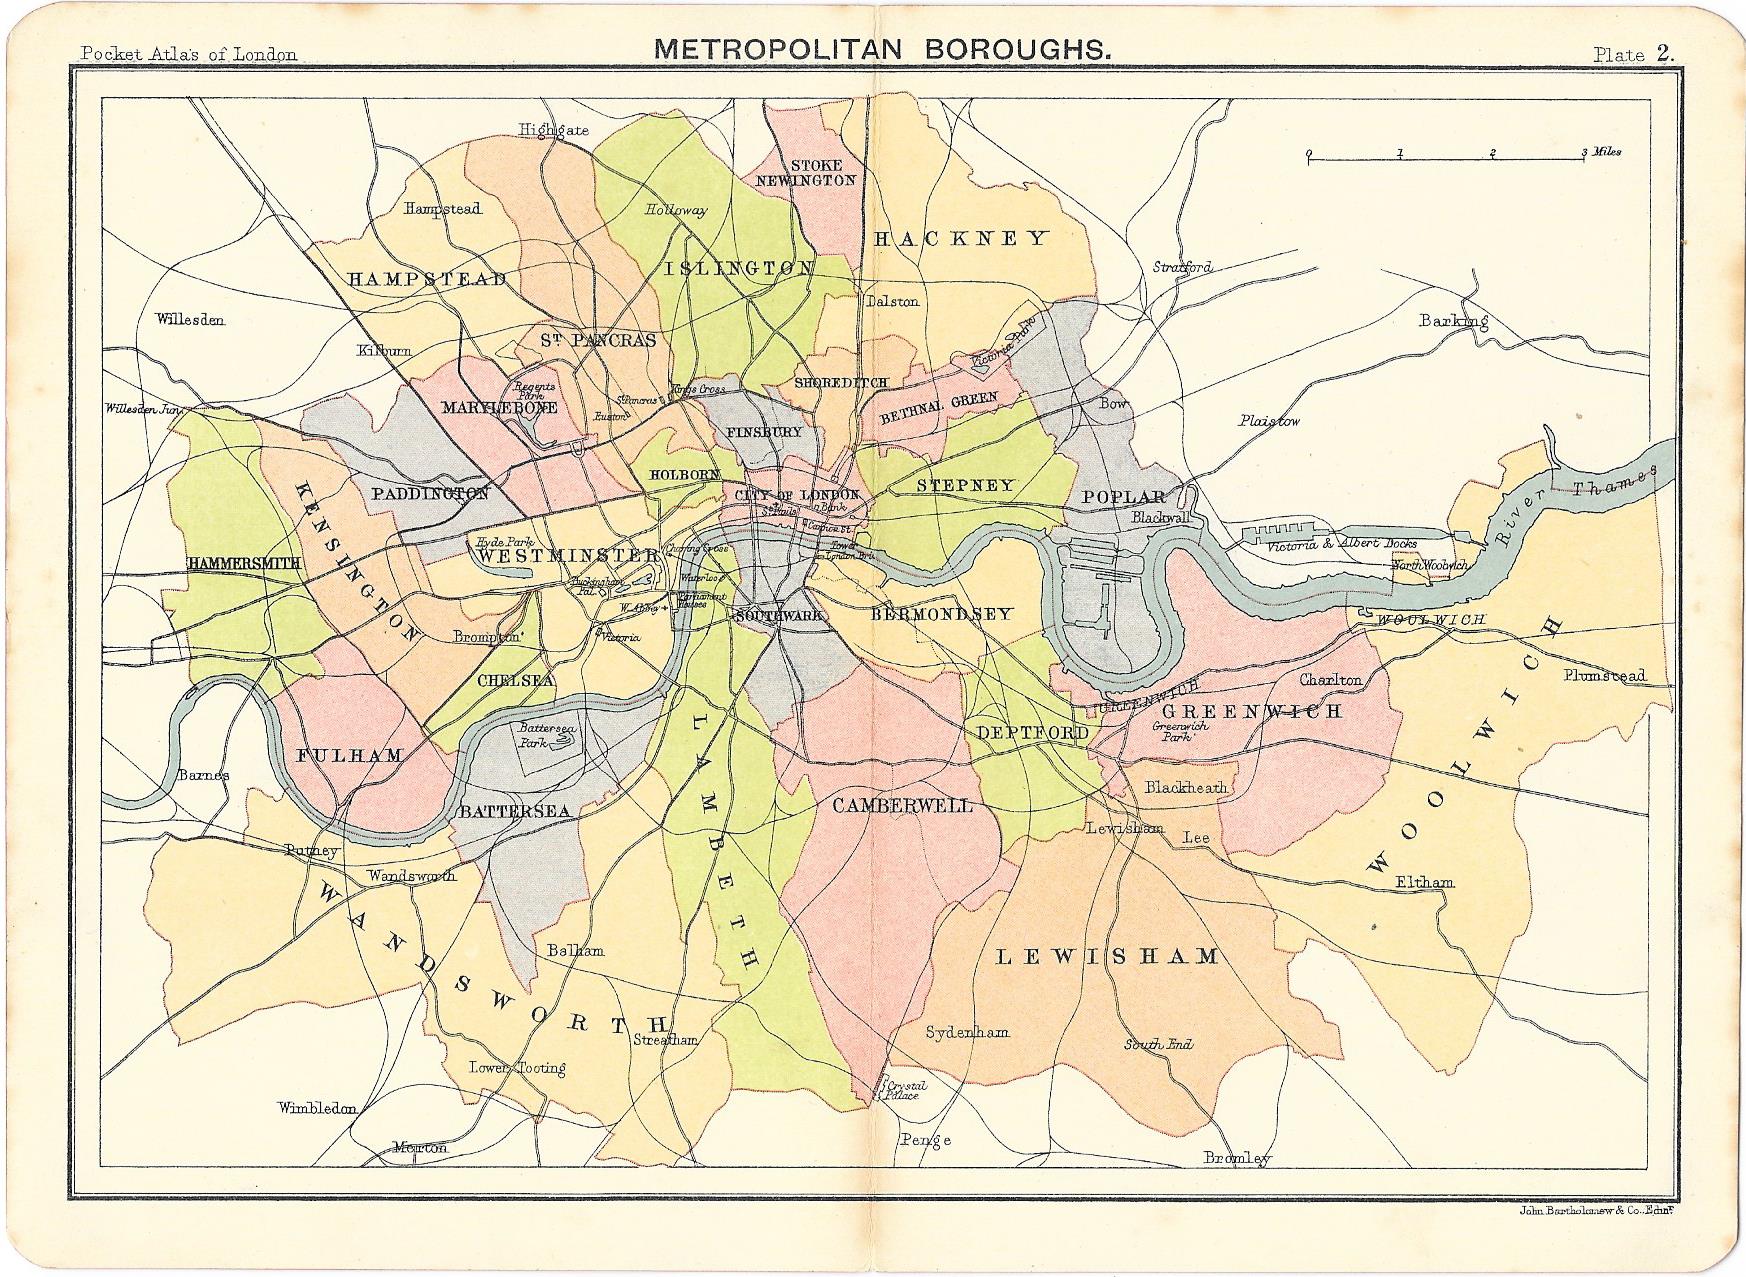 Pocket Atlas of London
METROPOLITAN BOROUGHS.
Plate 2.
Highgate
0 1 2 3 Miles
STOKE
NEWINGTON
Hampstead
Holloway
HACKNEY
ISLINGTON
Stratford
HAMPSTEAD
Dalston
Willesden
Barking
ST PANCRAS
Kilburn
Victoria Park
Regents
Park
SHOREDITCH
Kings Cross
St Pancras
MARYLEBONE
BETHNAL GREEN
Bow
Willesden Jun.
Euston
Plaistow
FINSBURY
HOLBORN
STEPNEY
PADDINGTON
CITY OF LONDON
POPLAR
River Thames
St Pauls
Bank
Blackwall
Cannon St.
KENSINGTON
Hyde Park
WESTMINSTER
Charing Cross
Tower
London Bri.
Victoria & Albert Docks
HAMMERSMITH
North Woolwich
Buckingham
Pal.
Waterloo
W. Abbey
Parliament
Houses
SOUTHWARK
BERMONDSEY
WOOLWICH
Brompton
Victoria
CHELSEA
Charlton
Plumstead
GREENWICH
GREENWICH
Greenwich
Park
Battersea
Park
DEPTFORD
FULHAM
WOOLWICH
Barnes
LAMBETH
Blackheath
BATTERSEA
CAMBERWELL
Lewisham
Lee
Putney
Wandsworth
Eltham
WANDSWORTH
Balham
LEWISHAM
Sydenham
Streatham
South End
Lower Tooting
Crystal
Palace
Wimbledon
Penge
Merton
Bromley
John Bartholomew & Co., Edinr.